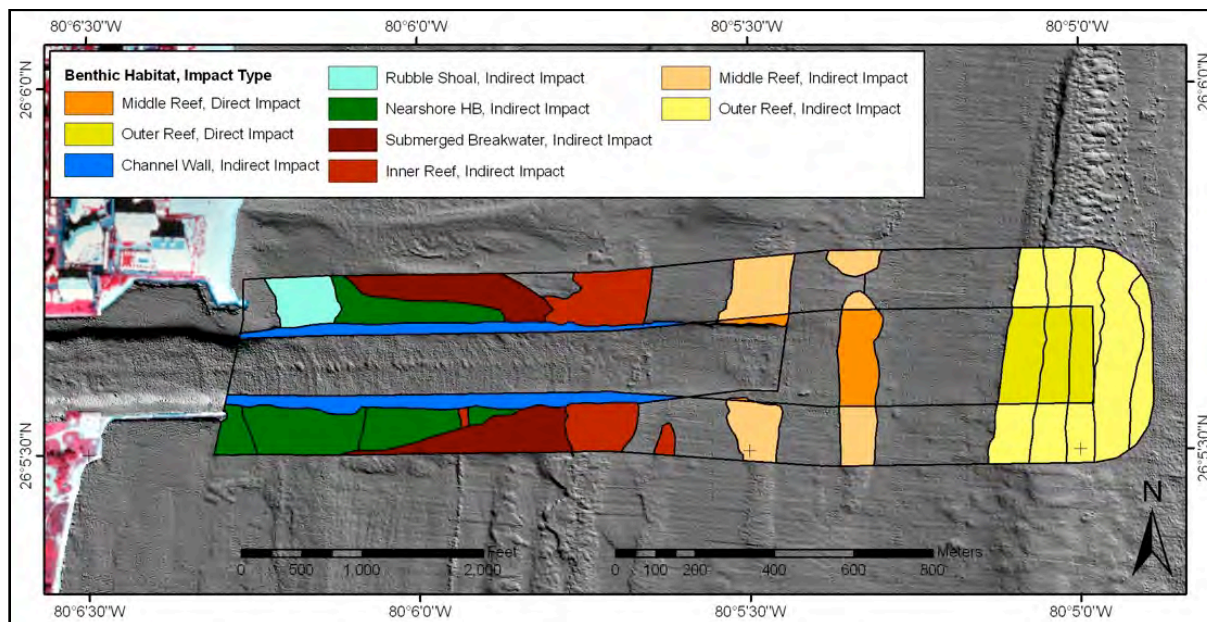 80°6'30"W 80°6'0"W 80°5'30"W 80°5'0"W
26°6'0"N 26°6'0"N
Benthic Habitat, Impact Type
Middle Reef, Direct Impact
Outer Reef, Direct Impact
Channel Wall, Indirect Impact
Rubble Shoal, Indirect Impact
Nearshore HB, Indirect Impact
Submerged Breakwater, Indirect Impact
Inner Reef, Indirect Impact
Middle Reef, Indirect Impact
Outer Reef, Indirect Impact
26°5'30"N 26°5'30"N
N
Feet
0 500 1,000 2,000
Meters
0 100 200 400 600 800
80°6'30"W 80°6'0"W 80°5'30"W 80°5'0"W